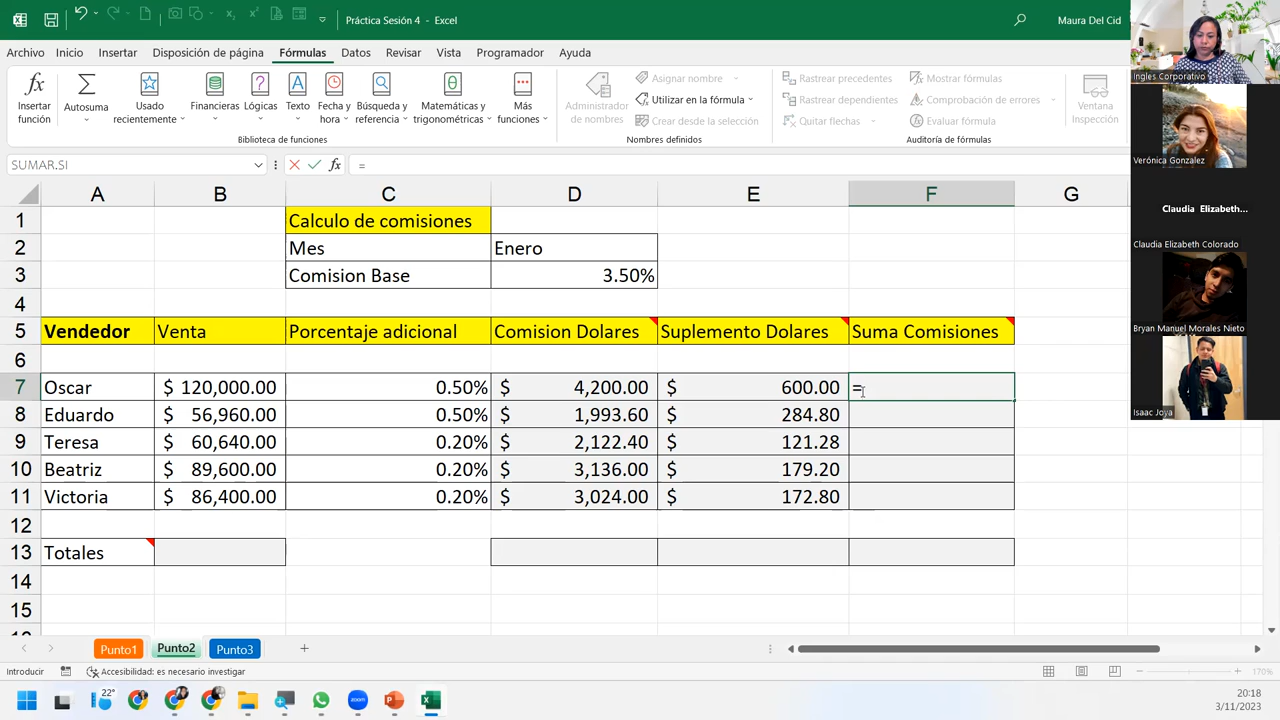 Práctica Sesión 4 - Excel
Maura Del Cid
Archivo Inicio Insertar Disposición de página Fórmulas Datos Revisar Vista Programador Ayuda
Insertar función
Autosuma
Usado recientemente
Financieras
Lógicas
Texto
Fecha y hora
Búsqueda y referencia
Matemáticas y trigonométricas
Más funciones
Biblioteca de funciones
Administrador de nombres
Asignar nombre
Utilizar en la fórmula
Crear desde la selección
Nombres definidos
Rastrear precedentes
Rastrear dependientes
Quitar flechas
Mostrar fórmulas
Comprobación de errores
Evaluar fórmula
Auditoría de fórmulas
Ventana Inspección
Ingles Corporativo
Verónica Gonzalez
Claudia Elizabeth...
Claudia Elizabeth Colorado
Bryan Manuel Morales Nieto
Isaac Joya
SUMAR.SI fx =
A B C D E F G
1 Calculo de comisiones
2 Mes Enero
3 Comision Base 3.50%
4
5 Vendedor Venta Porcentaje adicional Comision Dolares Suplemento Dolares Suma Comisiones
6
7 Oscar $ 120,000.00 0.50% $ 4,200.00 $ 600.00 =
8 Eduardo $ 56,960.00 0.50% $ 1,993.60 $ 284.80
9 Teresa $ 60,640.00 0.20% $ 2,122.40 $ 121.28
10 Beatriz $ 89,600.00 0.20% $ 3,136.00 $ 179.20
11 Victoria $ 86,400.00 0.20% $ 3,024.00 $ 172.80
12
13 Totales
14
15
Punto1 Punto2 Punto3
Introducir Accesibilidad: es necesario investigar 170%
22°
20:18
3/11/2023